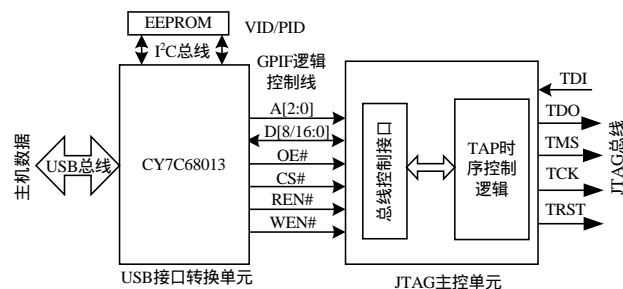 EEPROM
VID/PID
I²C总线
GPIF逻辑
控制线
主机数据
USB总线
CY7C68013
A[2:0]
D[8/16:0]
OE#
CS#
REN#
WEN#
总线控制接口
TAP时
序控制
逻辑
TDI
TDO
TMS
TCK
TRST
JTAG总线
USB接口转换单元
JTAG主控单元